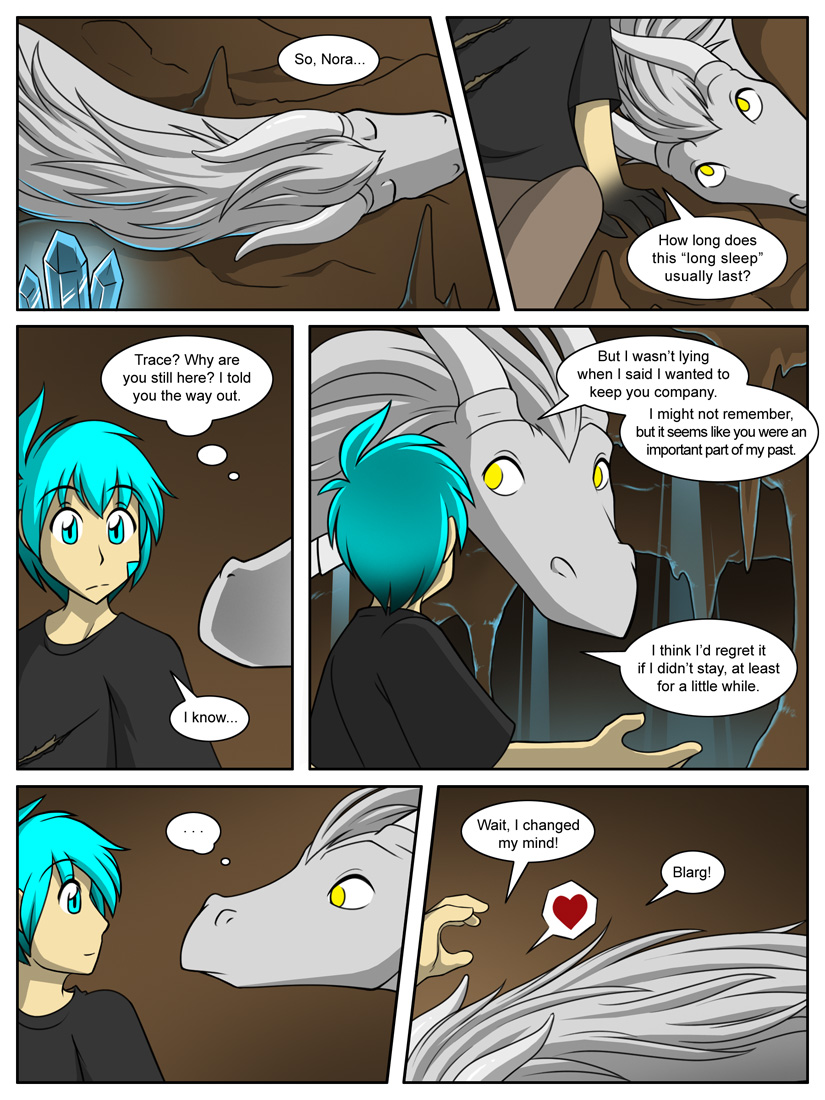 So, Nora...
How long does
this “long sleep”
usually last?
Trace? Why are
you still here? I told
you the way out.
I know...
But I wasn’t lying
when I said I wanted to
keep you company.
I might not remember,
but it seems like you were an
important part of my past.
I think I’d regret it
if I didn’t stay, at least
for a little while.
. . .
Wait, I changed
my mind!
Blarg!